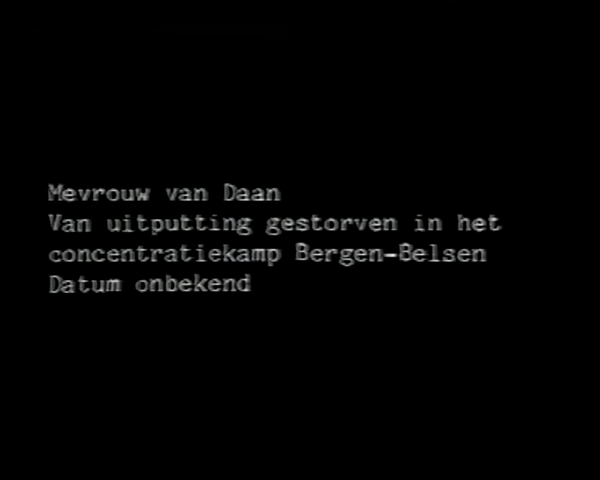 Mevrouw van Daan
Van uitputting gestorven in het
concentratiekamp Bergen-Belsen
Datum onbekend